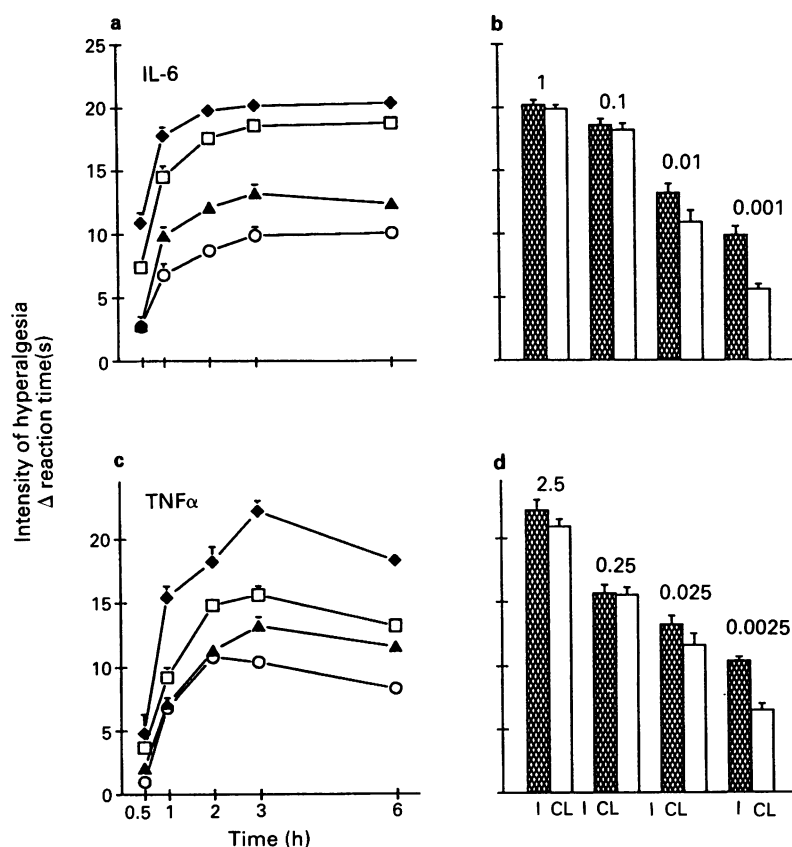 a
25
20
15
10
5
0
IL-6
b
1
0.1
0.01
0.001
Intensity of hyperalgesia
Δ reaction time(s)
c
20
15
10
5
0
TNFα
0.5 1 2 3 6
Time (h)
d
2.5
0.25
0.025
0.0025
I CL I CL I CL I CL